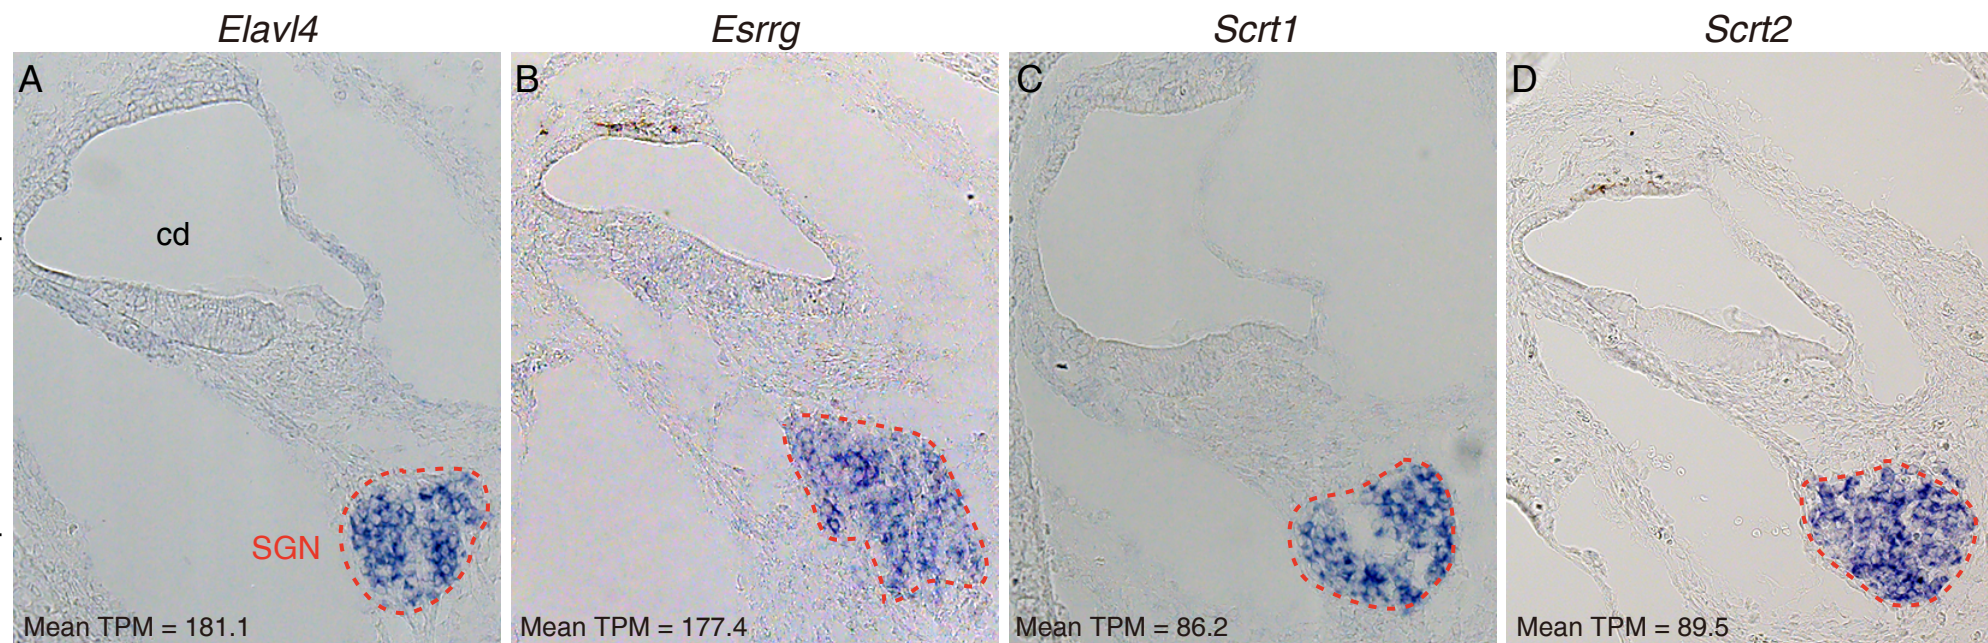 Elavl4
Esrrg
Scrt1
Scrt2
A
B
C
D
cd
SGN
Mean TPM = 181.1
Mean TPM = 177.4
Mean TPM = 86.2
Mean TPM = 89.5